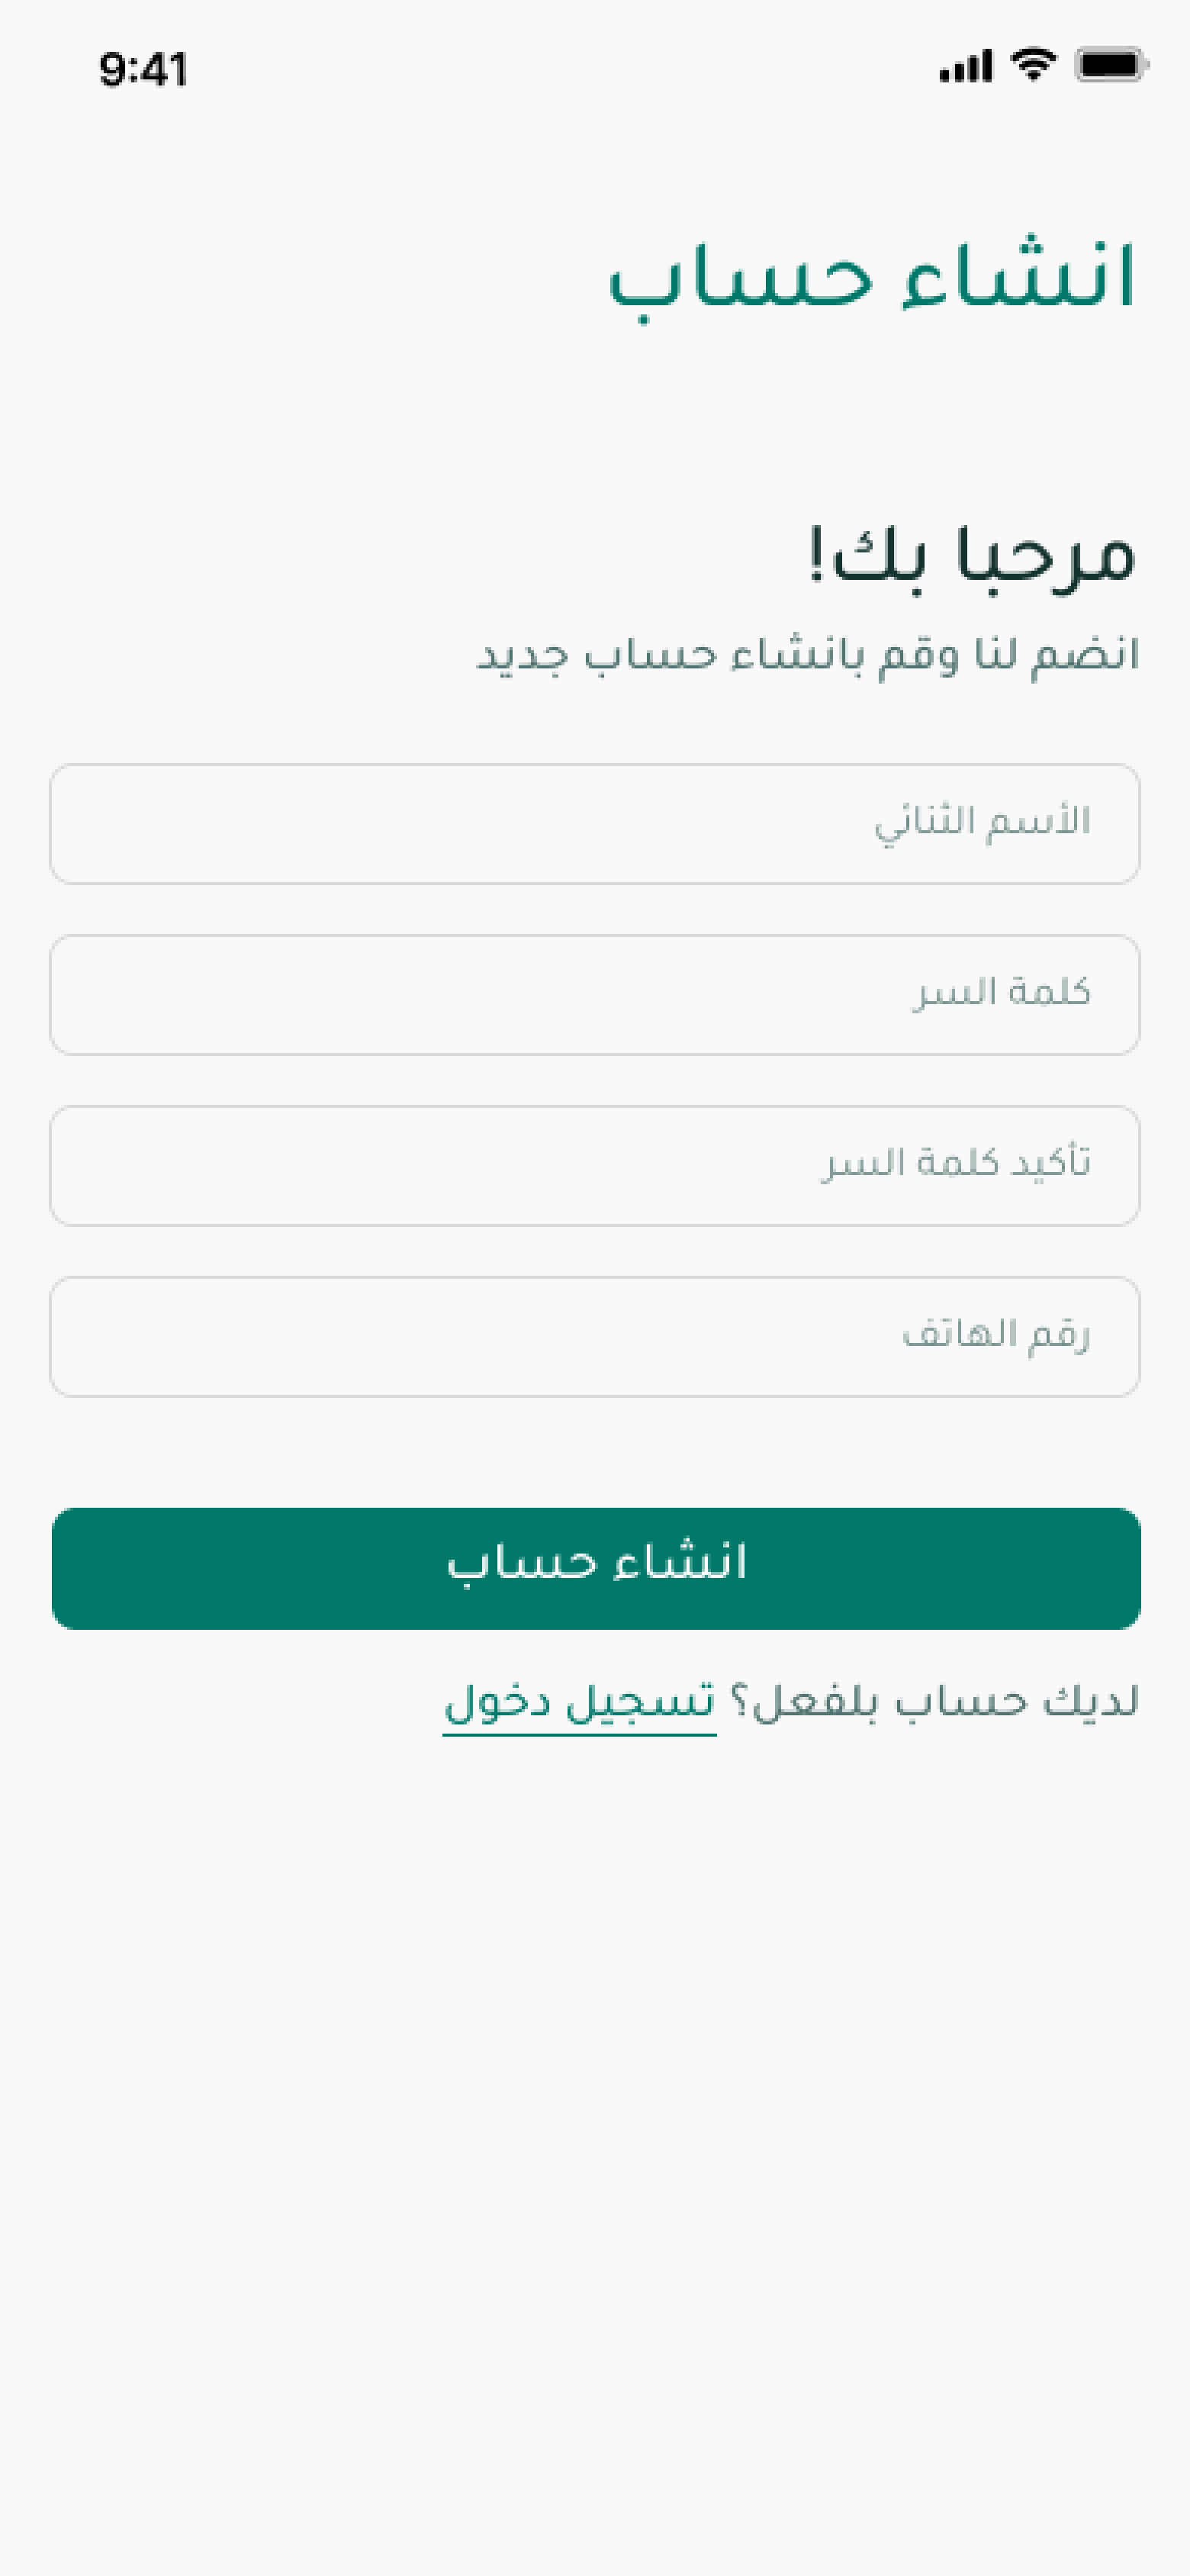 9:41
انشاء حساب
مرحبا بك!
انضم لنا وقم بانشاء حساب جديد
الأسم الثنائي
كلمة السر
تأكيد كلمة السر
رقم الهاتف
انشاء حساب
لديك حساب بلفعل؟ تسجيل دخول